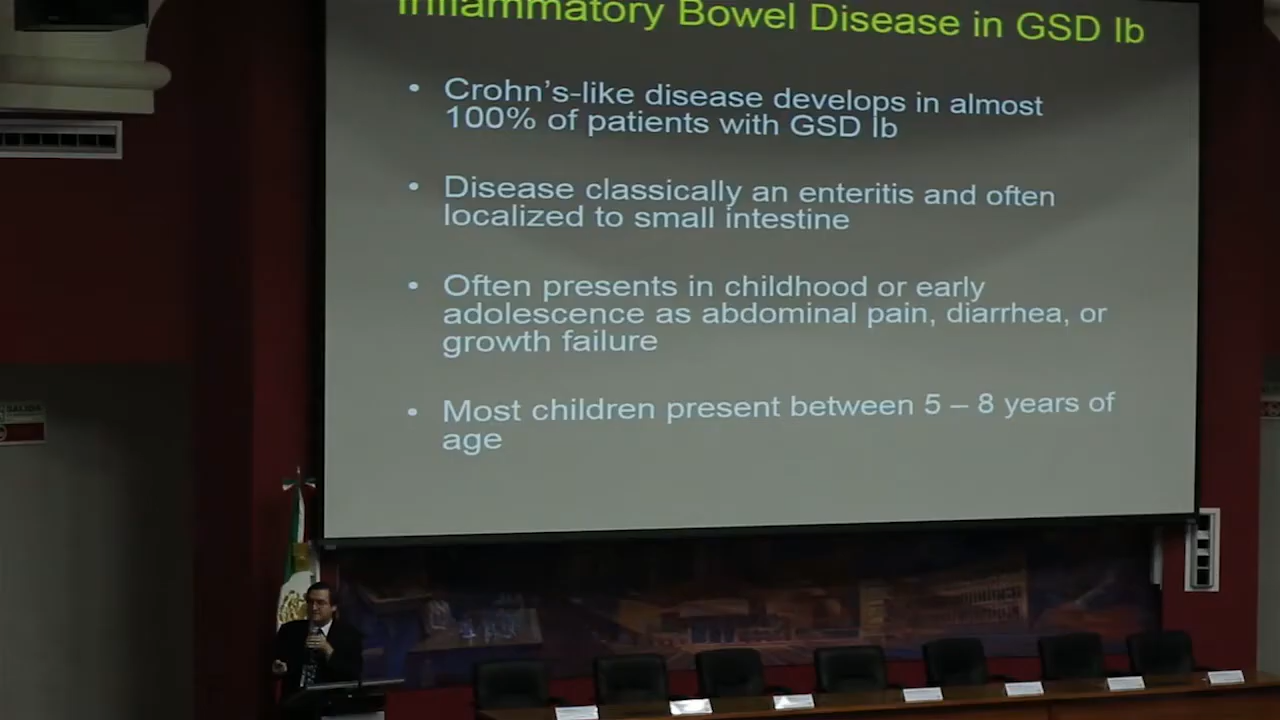 Inflammatory Bowel Disease in GSD Ib
• Crohn's-like disease develops in almost
100% of patients with GSD Ib
• Disease classically an enteritis and often
localized to small intestine
• Often presents in childhood or early
adolescence as abdominal pain, diarrhea, or
growth failure
• Most children present between 5 – 8 years of
age
SALIDA